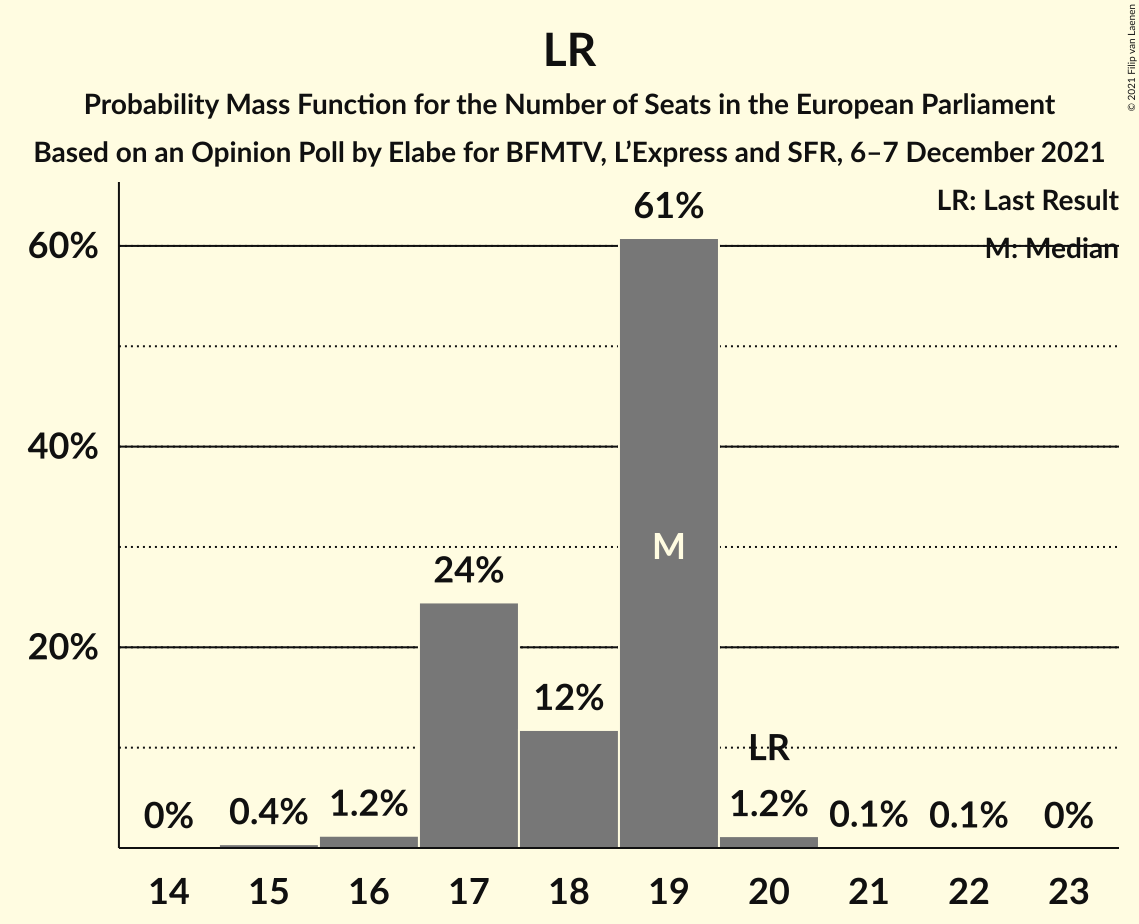 LR
Probability Mass Function for the Number of Seats in the European Parliament
Based on an Opinion Poll by Elabe for BFMTV, L’Express and SFR, 6–7 December 2021
© 2021 Filip van Laenen
LR: Last Result
M: Median
60%
40%
20%
0%
0.4%
1.2%
24%
12%
61%
M
LR
1.2%
0.1%
0.1%
0%
14 15 16 17 18 19 20 21 22 23